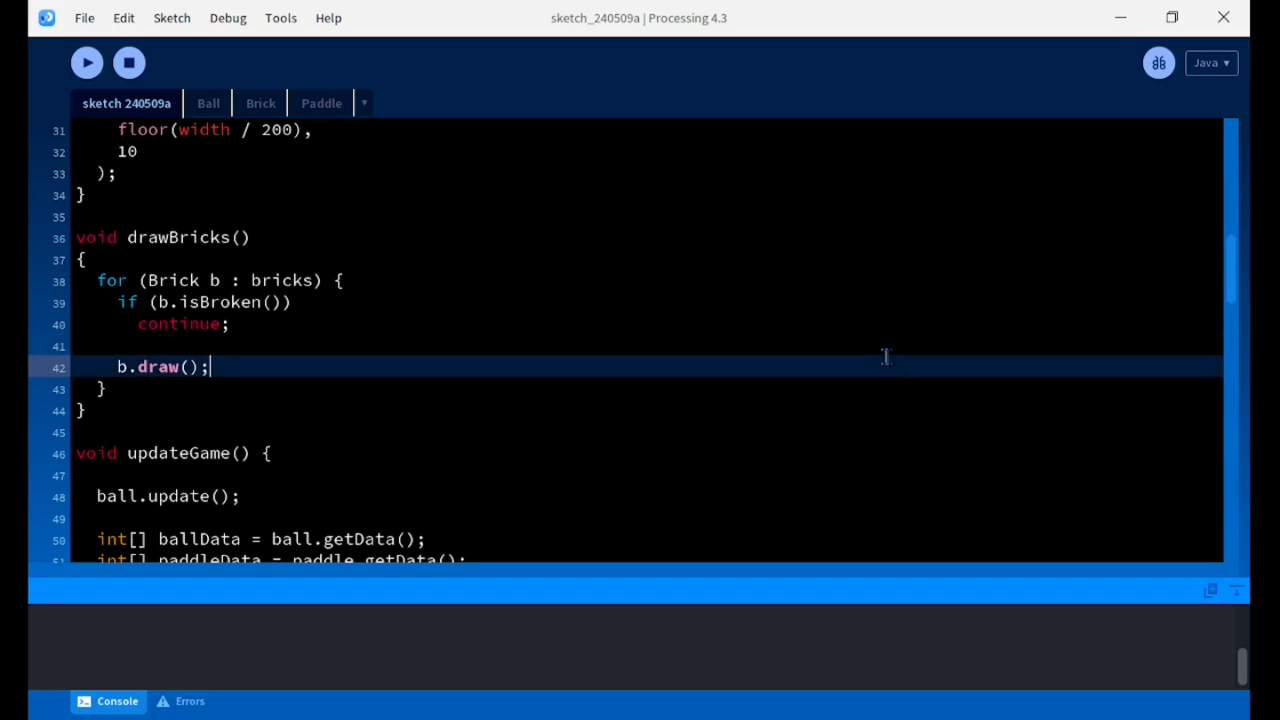 File Edit Sketch Debug Tools Help sketch_240509a | Processing 4.3
Java ▾
sketch 240509a Ball Brick Paddle ▾
31 floor(width / 200),
32 10
33 );
34 }
35
36 void drawBricks()
37 {
38 for (Brick b : bricks) {
39 if (b.isBroken())
40 continue;
41
42 b.draw();
43 }
44 }
45
46 void updateGame() {
47
48 ball.update();
49
50 int[] ballData = ball.getData();
51 int[] paddleData = paddle.getData();
Console Errors